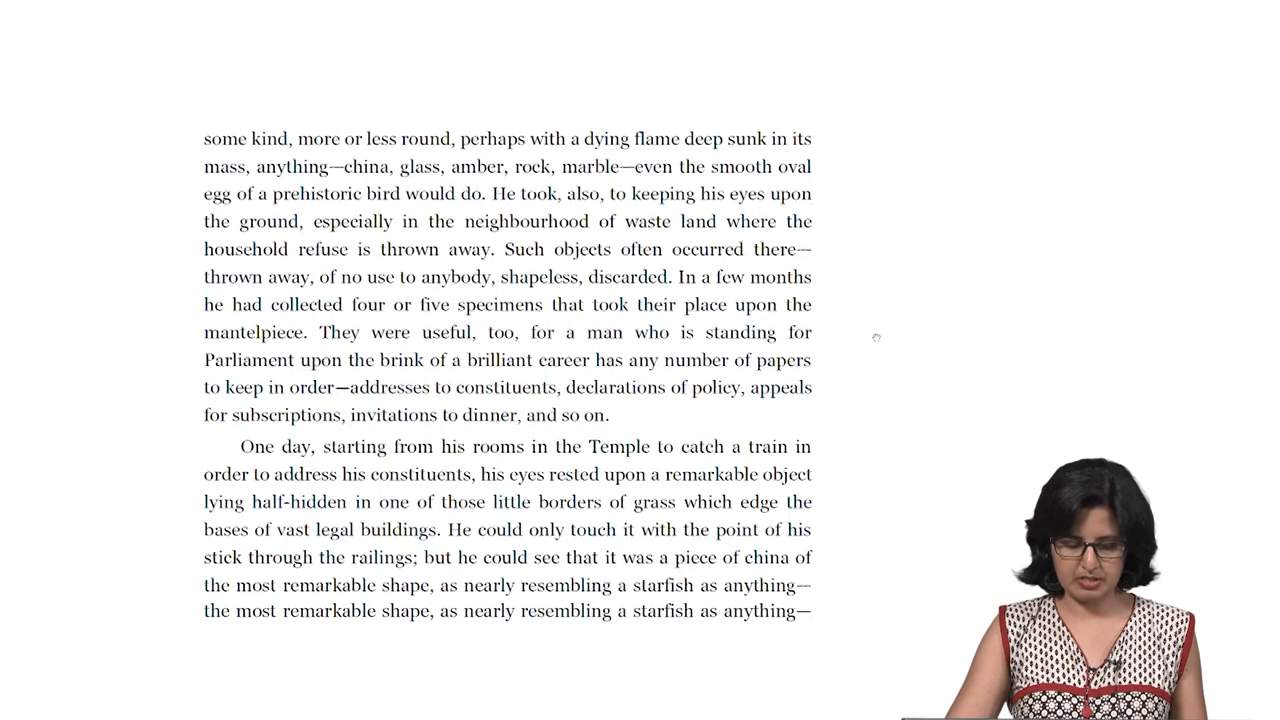 some kind, more or less round, perhaps with a dying flame deep sunk in its
mass, anything—china, glass, amber, rock, marble—even the smooth oval
egg of a prehistoric bird would do. He took, also, to keeping his eyes upon
the ground, especially in the neighbourhood of waste land where the
household refuse is thrown away. Such objects often occurred there—
thrown away, of no use to anybody, shapeless, discarded. In a few months
he had collected four or five specimens that took their place upon the
mantelpiece. They were useful, too, for a man who is standing for
Parliament upon the brink of a brilliant career has any number of papers
to keep in order—addresses to constituents, declarations of policy, appeals
for subscriptions, invitations to dinner, and so on.
One day, starting from his rooms in the Temple to catch a train in
order to address his constituents, his eyes rested upon a remarkable object
lying half-hidden in one of those little borders of grass which edge the
bases of vast legal buildings. He could only touch it with the point of his
stick through the railings; but he could see that it was a piece of china of
the most remarkable shape, as nearly resembling a starfish as anything—
the most remarkable shape, as nearly resembling a starfish as anything—